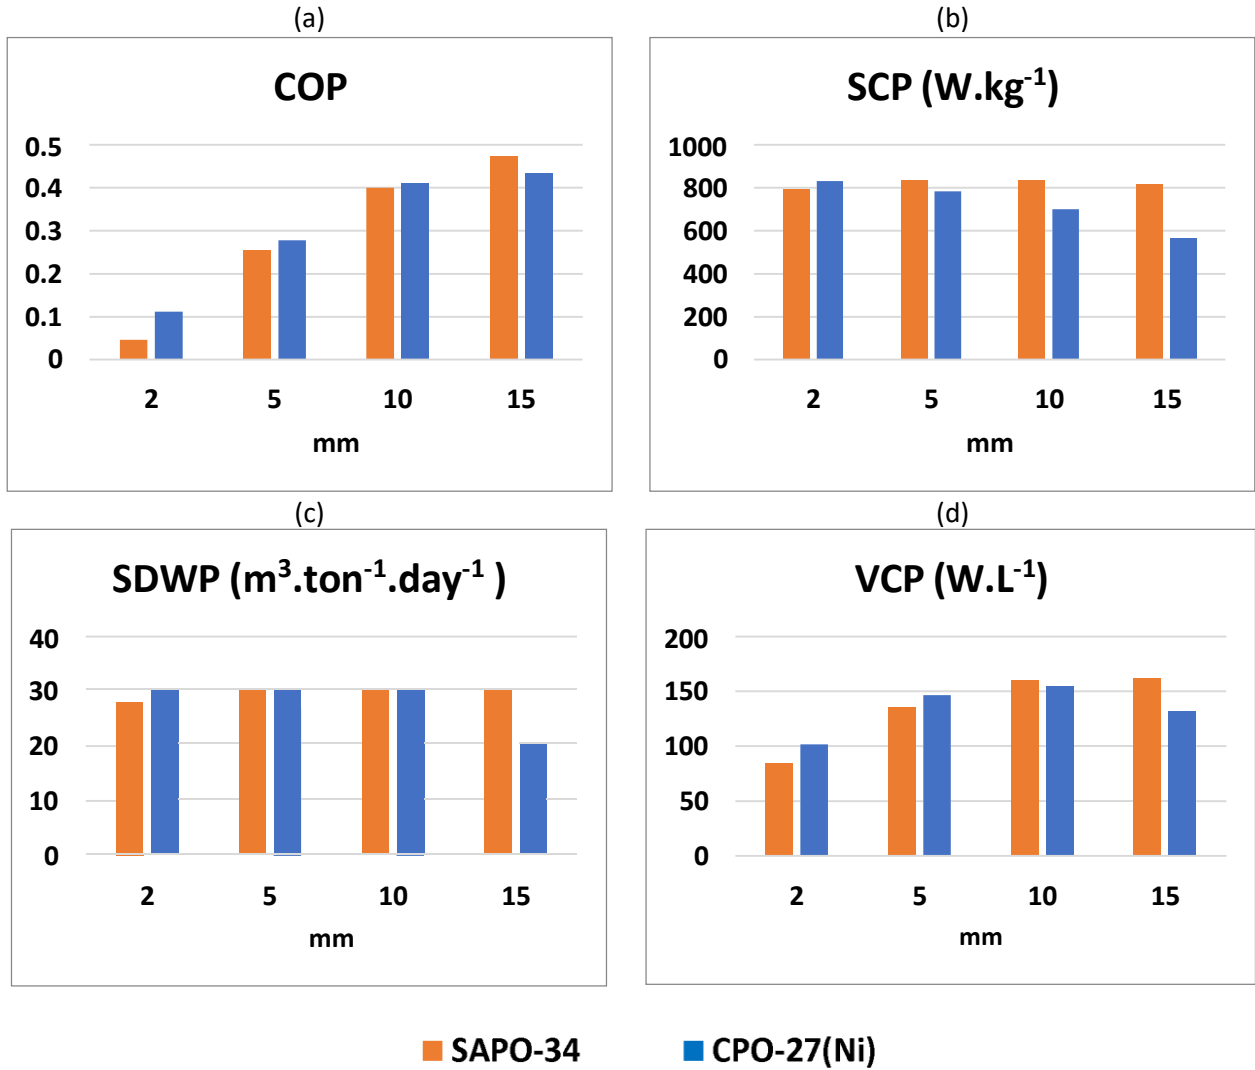 (a)
COP
0.5
0.4
0.3
0.2
0.1
0
2 5 10 15
mm
(b)
SCP (W.kg⁻¹)
1000
800
600
400
200
0
2 5 10 15
mm
(c)
SDWP (m³.ton⁻¹.day⁻¹ )
40
30
20
10
0
2 5 10 15
mm
(d)
VCP (W.L⁻¹)
200
150
100
50
0
2 5 10 15
mm
SAPO-34 CPO-27(Ni)